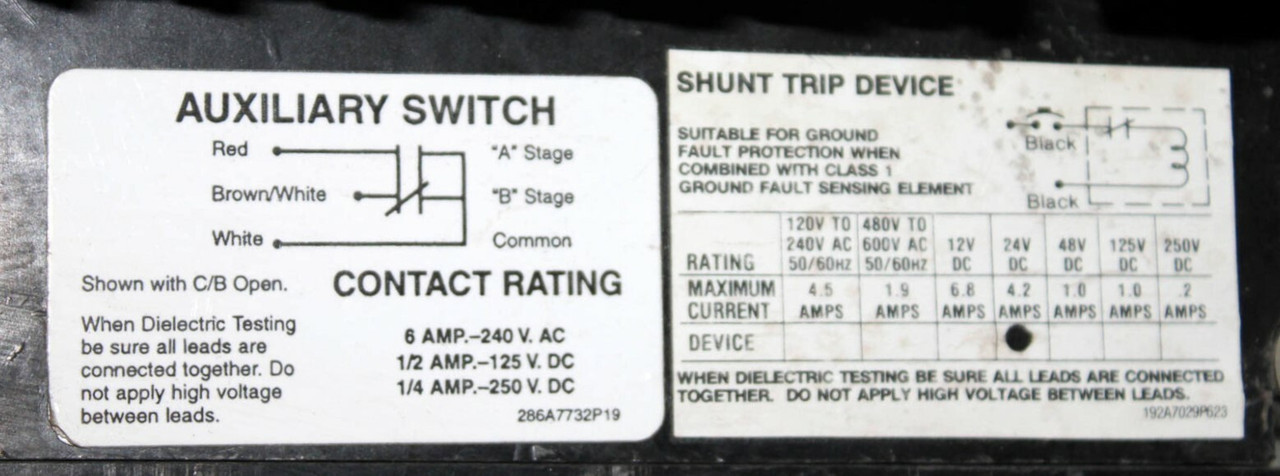 AUXILIARY SWITCH
Red "A" Stage
Brown/White "B" Stage
White Common
Shown with C/B Open.
CONTACT RATING
When Dielectric Testing
be sure all leads are
connected together. Do
not apply high voltage
between leads.
6 AMP.–240 V. AC
1/2 AMP.–125 V. DC
1/4 AMP.–250 V. DC
286A7732P19
SHUNT TRIP DEVICE
SUITABLE FOR GROUND
FAULT PROTECTION WHEN
COMBINED WITH CLASS 1
GROUND FAULT SENSING ELEMENT
Black
Black
120V TO 480V TO
240V AC 600V AC 12V 24V 48V 125V 250V
RATING 50/60HZ 50/60HZ DC DC DC DC DC
MAXIMUM 4.5 1.9 6.8 4.2 1.0 1.0 .2
CURRENT AMPS AMPS AMPS AMPS AMPS AMPS AMPS
DEVICE
WHEN DIELECTRIC TESTING BE SURE ALL LEADS ARE CONNECTED
TOGETHER. DO NOT APPLY HIGH VOLTAGE BETWEEN LEADS.
192A7029P623